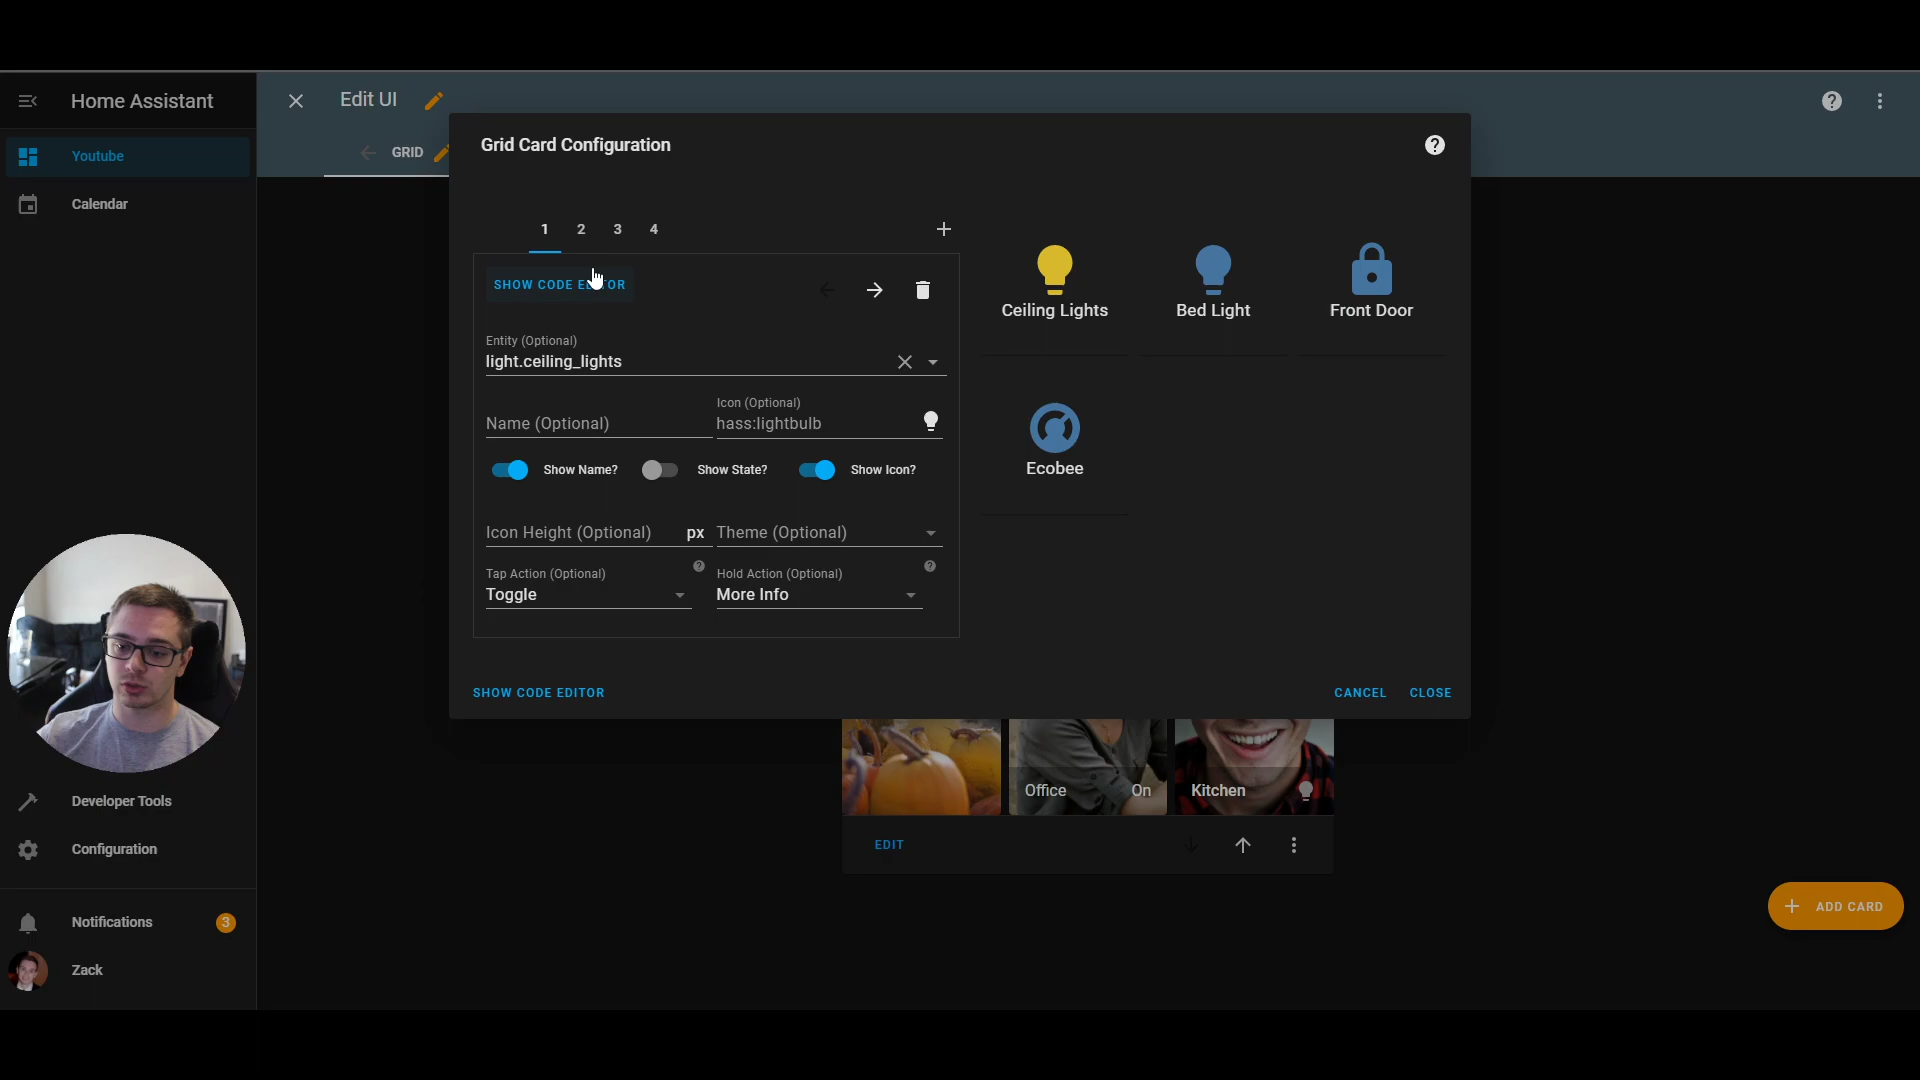 Home Assistant
Edit UI
Youtube
GRID
Calendar
Grid Card Configuration
1 2 3 4
SHOW CODE EDITOR
Entity (Optional)
light.ceiling_lights
Name (Optional)
Icon (Optional)
hass:lightbulb
Show Name?
Show State?
Show Icon?
Icon Height (Optional) px
Theme (Optional)
Tap Action (Optional)
Toggle
Hold Action (Optional)
More Info
Ceiling Lights
Bed Light
Front Door
Ecobee
SHOW CODE EDITOR
CANCEL
CLOSE
Office On
Kitchen
EDIT
ADD CARD
Developer Tools
Configuration
Notifications 3
Zack